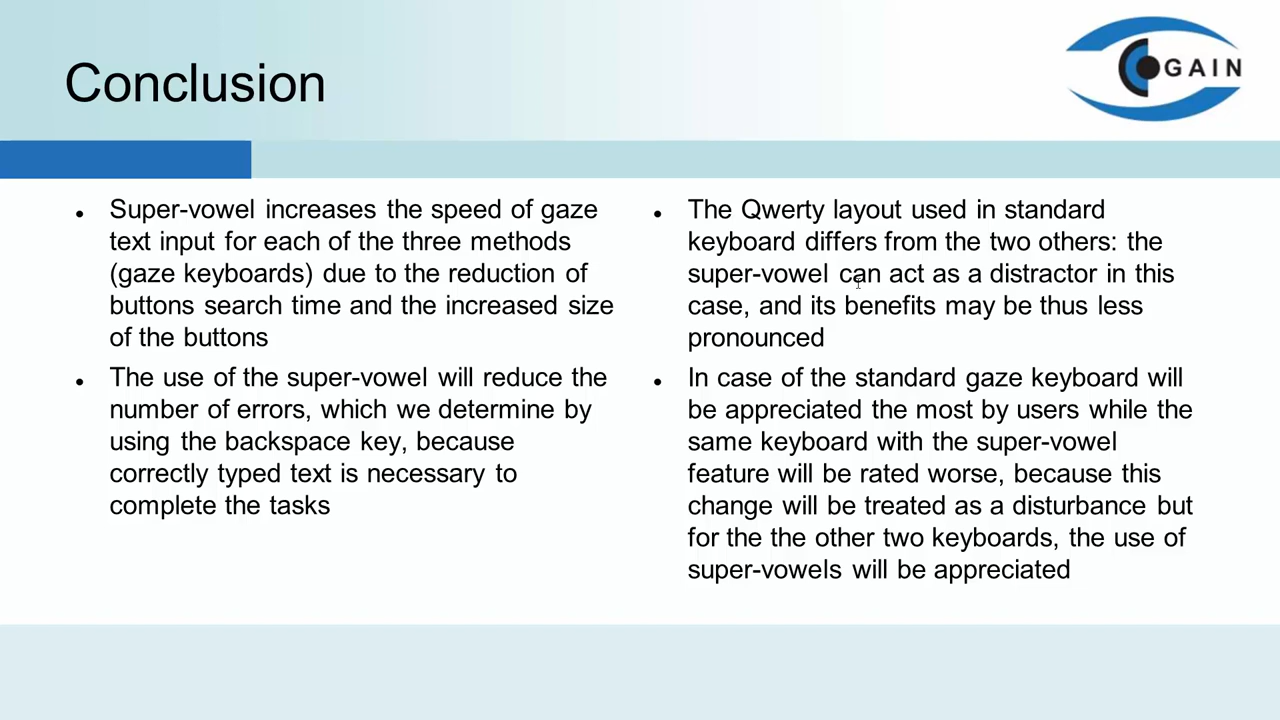 Conclusion
COGAIN
Super-vowel increases the speed of gaze
text input for each of the three methods
(gaze keyboards) due to the reduction of
buttons search time and the increased size
of the buttons
The use of the super-vowel will reduce the
number of errors, which we determine by
using the backspace key, because
correctly typed text is necessary to
complete the tasks
The Qwerty layout used in standard
keyboard differs from the two others: the
super-vowel can act as a distractor in this
case, and its benefits may be thus less
pronounced
In case of the standard gaze keyboard will
be appreciated the most by users while the
same keyboard with the super-vowel
feature will be rated worse, because this
change will be treated as a disturbance but
for the the other two keyboards, the use of
super-vowels will be appreciated